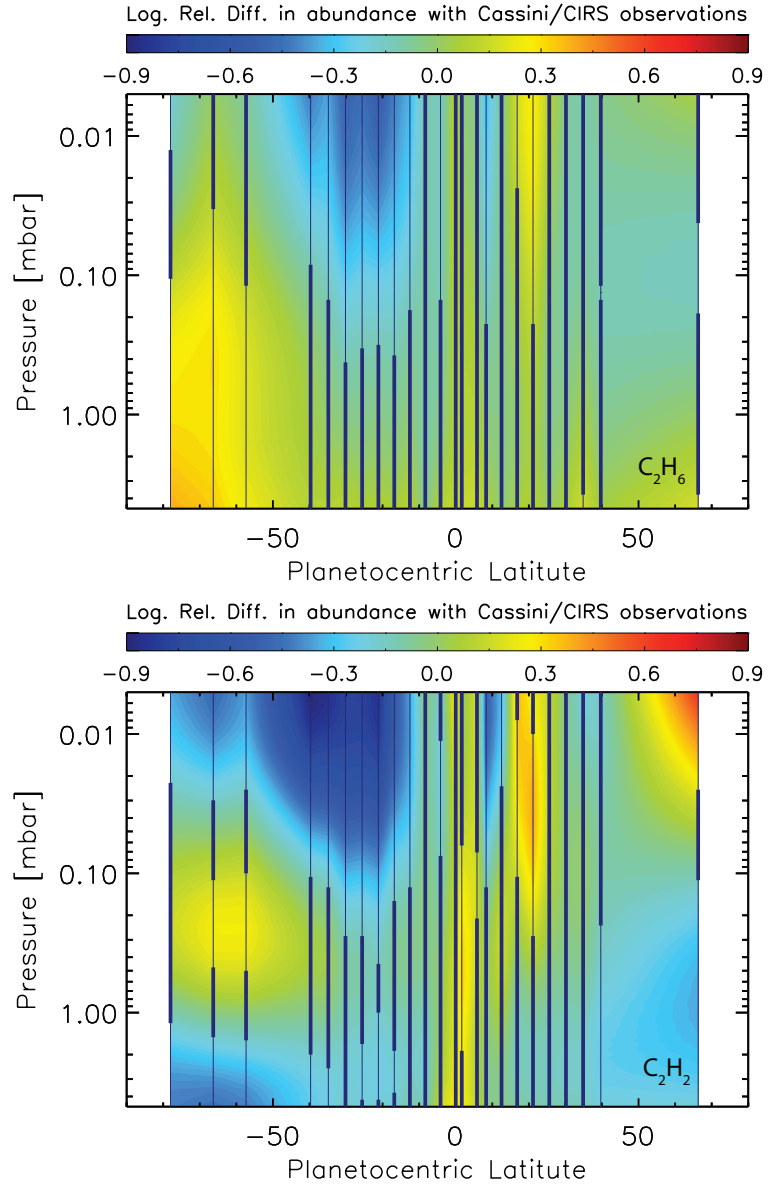 Log. Rel. Diff. in abundance with Cassini/CIRS observations
−0.9 −0.6 −0.3 0.0 0.3 0.6 0.9
0.01
0.10
1.00
Pressure [mbar]
C₂H₆
−50 0 50
Planetocentric Latitute
Log. Rel. Diff. in abundance with Cassini/CIRS observations
−0.9 −0.6 −0.3 0.0 0.3 0.6 0.9
0.01
0.10
1.00
Pressure [mbar]
C₂H₂
−50 0 50
Planetocentric Latitute